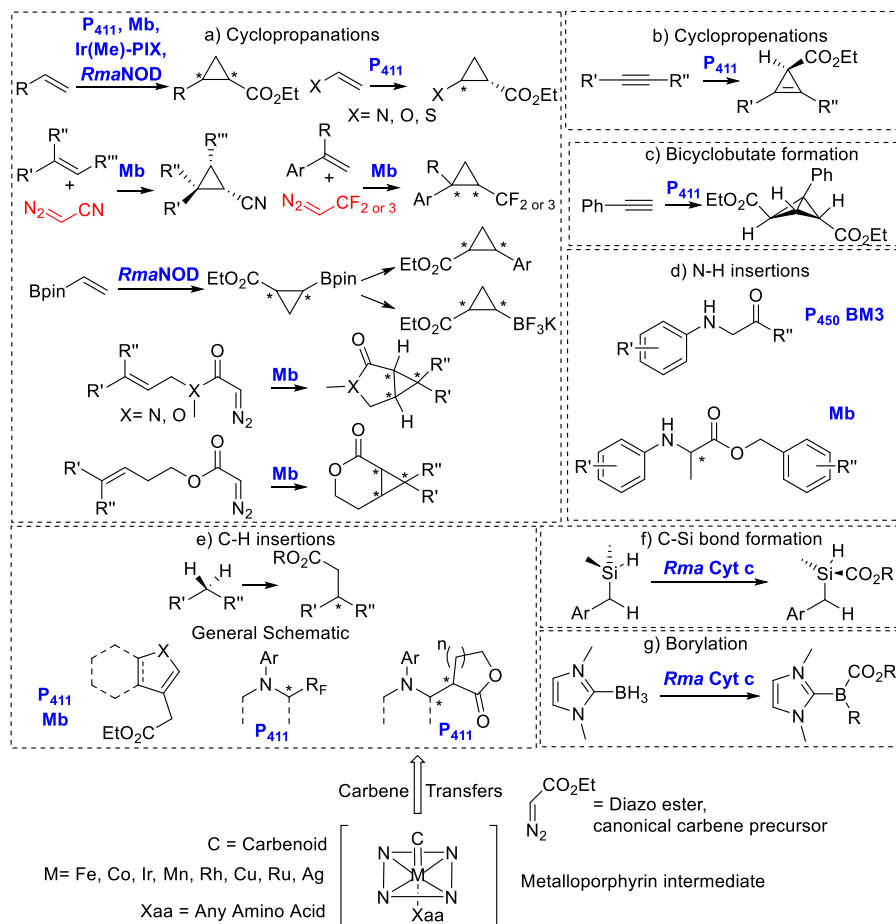 a) Cyclopropanations
P411, Mb,
Ir(Me)-PIX,
RmaNOD
R
R
* *
CO2Et
X
P411
X
*
CO2Et
X= N, O, S
R'
R''
R'''
+
N2
CN
Mb
R'''
R''
R'
CN
R
Ar
+
N2
CF2 or 3
Mb
R
Ar
* *
CF2 or 3
Bpin
RmaNOD
EtO2C
Bpin
* *
EtO2C
* *
Ar
EtO2C
* *
BF3K
R''
R'
O
X
N2
X= N, O
Mb
O
H
R''
X
*
*
*
R'
H
R'
R''
O
O
N2
Mb
O
O
R''
*
*
*
R'
b) Cyclopropenations
R'
R''
P411
H
CO2Et
R'
R''
c) Bicyclobutate formation
Ph
P411
Ph
EtO2C
H
H
CO2Et
d) N-H insertions
H
N
O
R''
R'
P450 BM3
Mb
H
N
O
O
*
R'
R''
e) C-H insertions
H
H
R'
R''
RO2C
R'
*
R''
General Schematic
P411
Mb
X
EtO2C
Ar
N
*
RF
P411
Ar
N
n
*
*
O
O
P411
f) C-Si bond formation
Si
H
Ar
H
Rma Cyt c
H
Si
CO2R
Ar
H
g) Borylation
N
N
BH3
Rma Cyt c
N
N
B
CO2R
R
Carbene Transfers
CO2Et
N2
= Diazo ester,
canonical carbene precursor
C = Carbenoid
M= Fe, Co, Ir, Mn, Rh, Cu, Ru, Ag
Xaa = Any Amino Acid
C
N
N
M
N
N
Xaa
Metalloporphyrin intermediate